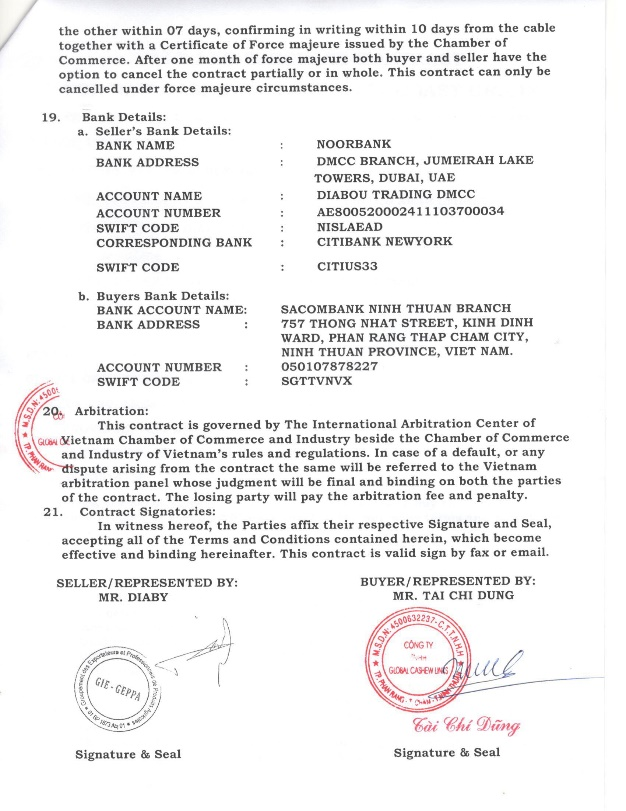 the other within 07 days, confirming in writing within 10 days from the cable
together with a Certificate of Force majeure issued by the Chamber of
Commerce. After one month of force majeure both buyer and seller have the
option to cancel the contract partially or in whole. This contract can only be
cancelled under force majeure circumstances.
19. Bank Details:
a. Seller's Bank Details:
BANK NAME : NOORBANK
BANK ADDRESS : DMCC BRANCH, JUMEIRAH LAKE
TOWERS, DUBAI, UAE
ACCOUNT NAME : DIABOU TRADING DMCC
ACCOUNT NUMBER : AE800520002411103700034
SWIFT CODE : NISLAEAD
CORRESPONDING BANK : CITIBANK NEWYORK
SWIFT CODE : CITIUS33
b. Buyers Bank Details:
BANK ACCOUNT NAME: SACOMBANK NINH THUAN BRANCH
BANK ADDRESS : 757 THONG NHAT STREET, KINH DINH
WARD, PHAN RANG THAP CHAM CITY,
NINH THUAN PROVINCE, VIET NAM.
ACCOUNT NUMBER : 050107878227
SWIFT CODE : SGTTVNVX
M.S.D.N: 4500
GLOBAL
TP.PHAN RANG
20. Arbitration:
This contract is governed by The International Arbitration Center of
Vietnam Chamber of Commerce and Industry beside the Chamber of Commerce
and Industry of Vietnam's rules and regulations. In case of a default, or any
dispute arising from the contract the same will be referred to the Vietnam
arbitration panel whose judgment will be final and binding on both the parties
of the contract. The losing party will pay the arbitration fee and penalty.
21. Contract Signatories:
In witness hereof, the Parties affix their respective Signature and Seal,
accepting all of the Terms and Conditions contained herein, which become
effective and binding hereinafter. This contract is valid sign by fax or email.
SELLER/REPRESENTED BY:
MR. DIABY
BUYER/REPRESENTED BY:
MR. TAI CHI DUNG
GIE-GEPPA
M.S.D.N: 4500632237-C.T.T.N.H.H
CÔNG TY
TNHH
GLOBAL CASHEW LINKS
TP.PHAN RANG
Tài Chí Dũng
Signature & Seal
Signature & Seal